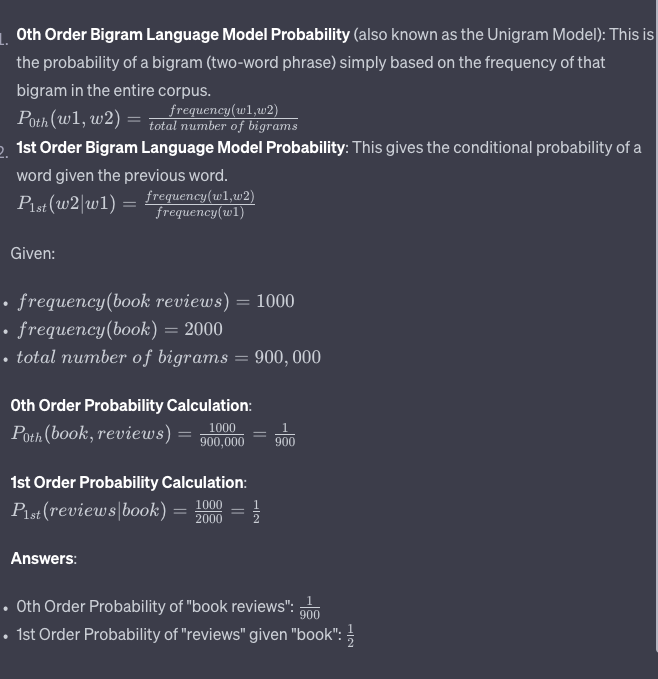 1. 0th Order Bigram Language Model Probability (also known as the Unigram Model): This is
the probability of a bigram (two-word phrase) simply based on the frequency of that
bigram in the entire corpus.
P_{0th}(w1, w2) = \frac{frequency(w1,w2)}{total number of bigrams}
2. 1st Order Bigram Language Model Probability: This gives the conditional probability of a
word given the previous word.
P_{1st}(w2|w1) = \frac{frequency(w1,w2)}{frequency(w1)}
Given:
• frequency(book reviews) = 1000
• frequency(book) = 2000
• total number of bigrams = 900, 000
0th Order Probability Calculation:
P_{0th}(book, reviews) = \frac{1000}{900,000} = \frac{1}{900}
1st Order Probability Calculation:
P_{1st}(reviews|book) = \frac{1000}{2000} = \frac{1}{2}
Answers:
• 0th Order Probability of "book reviews": \frac{1}{900}
• 1st Order Probability of "reviews" given "book": \frac{1}{2}